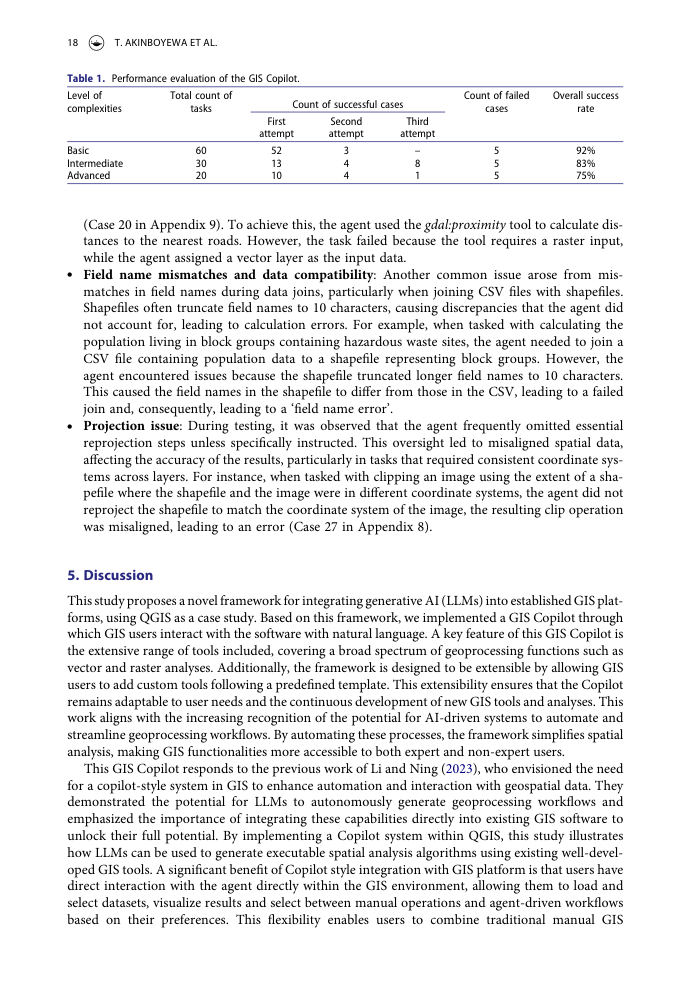 18 T. AKINBOYEWA ET AL.
Table 1. Performance evaluation of the GIS Copilot.
Level of complexities Total count of tasks Count of successful cases Count of failed cases Overall success rate
First attempt Second attempt Third attempt
Basic 60 52 3 – 5 92%
Intermediate 30 13 4 8 5 83%
Advanced 20 10 4 1 5 75%
(Case 20 in Appendix 9). To achieve this, the agent used the gdal:proximity tool to calculate dis-
tances to the nearest roads. However, the task failed because the tool requires a raster input,
while the agent assigned a vector layer as the input data.
• Field name mismatches and data compatibility: Another common issue arose from mis-
matches in field names during data joins, particularly when joining CSV files with shapefiles.
Shapefiles often truncate field names to 10 characters, causing discrepancies that the agent did
not account for, leading to calculation errors. For example, when tasked with calculating the
population living in block groups containing hazardous waste sites, the agent needed to join a
CSV file containing population data to a shapefile representing block groups. However, the
agent encountered issues because the shapefile truncated longer field names to 10 characters.
This caused the field names in the shapefile to differ from those in the CSV, leading to a failed
join and, consequently, leading to a ‘field name error’.
• Projection issue: During testing, it was observed that the agent frequently omitted essential
reprojection steps unless specifically instructed. This oversight led to misaligned spatial data,
affecting the accuracy of the results, particularly in tasks that required consistent coordinate sys-
tems across layers. For instance, when tasked with clipping an image using the extent of a sha-
pefile where the shapefile and the image were in different coordinate systems, the agent did not
reproject the shapefile to match the coordinate system of the image, the resulting clip operation
was misaligned, leading to an error (Case 27 in Appendix 8).
5. Discussion
This study proposes a novel framework for integrating generative AI (LLMs) into established GIS plat-
forms, using QGIS as a case study. Based on this framework, we implemented a GIS Copilot through
which GIS users interact with the software with natural language. A key feature of this GIS Copilot is
the extensive range of tools included, covering a broad spectrum of geoprocessing functions such as
vector and raster analyses. Additionally, the framework is designed to be extensible by allowing GIS
users to add custom tools following a predefined template. This extensibility ensures that the Copilot
remains adaptable to user needs and the continuous development of new GIS tools and analyses. This
work aligns with the increasing recognition of the potential for AI-driven systems to automate and
streamline geoprocessing workflows. By automating these processes, the framework simplifies spatial
analysis, making GIS functionalities more accessible to both expert and non-expert users.
This GIS Copilot responds to the previous work of Li and Ning (2023), who envisioned the need
for a copilot-style system in GIS to enhance automation and interaction with geospatial data. They
demonstrated the potential for LLMs to autonomously generate geoprocessing workflows and
emphasized the importance of integrating these capabilities directly into existing GIS software to
unlock their full potential. By implementing a Copilot system within QGIS, this study illustrates
how LLMs can be used to generate executable spatial analysis algorithms using existing well-devel-
oped GIS tools. A significant benefit of Copilot style integration with GIS platform is that users have
direct interaction with the agent directly within the GIS environment, allowing them to load and
select datasets, visualize results and select between manual operations and agent-driven workflows
based on their preferences. This flexibility enables users to combine traditional manual GIS